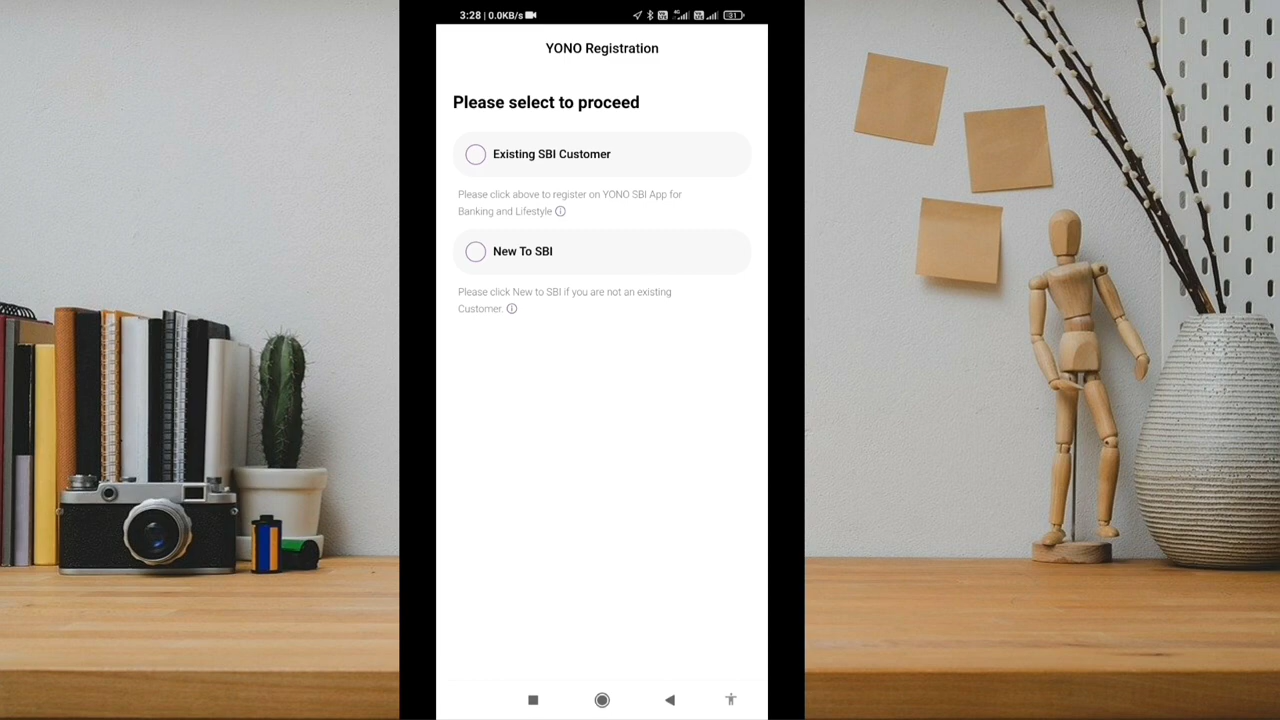 3:28 | 0.0KB/s
4G
31
YONO Registration
Please select to proceed
Existing SBI Customer
Please click above to register on YONO SBI App for
Banking and Lifestyle
New To SBI
Please click New to SBI if you are not an existing
Customer.